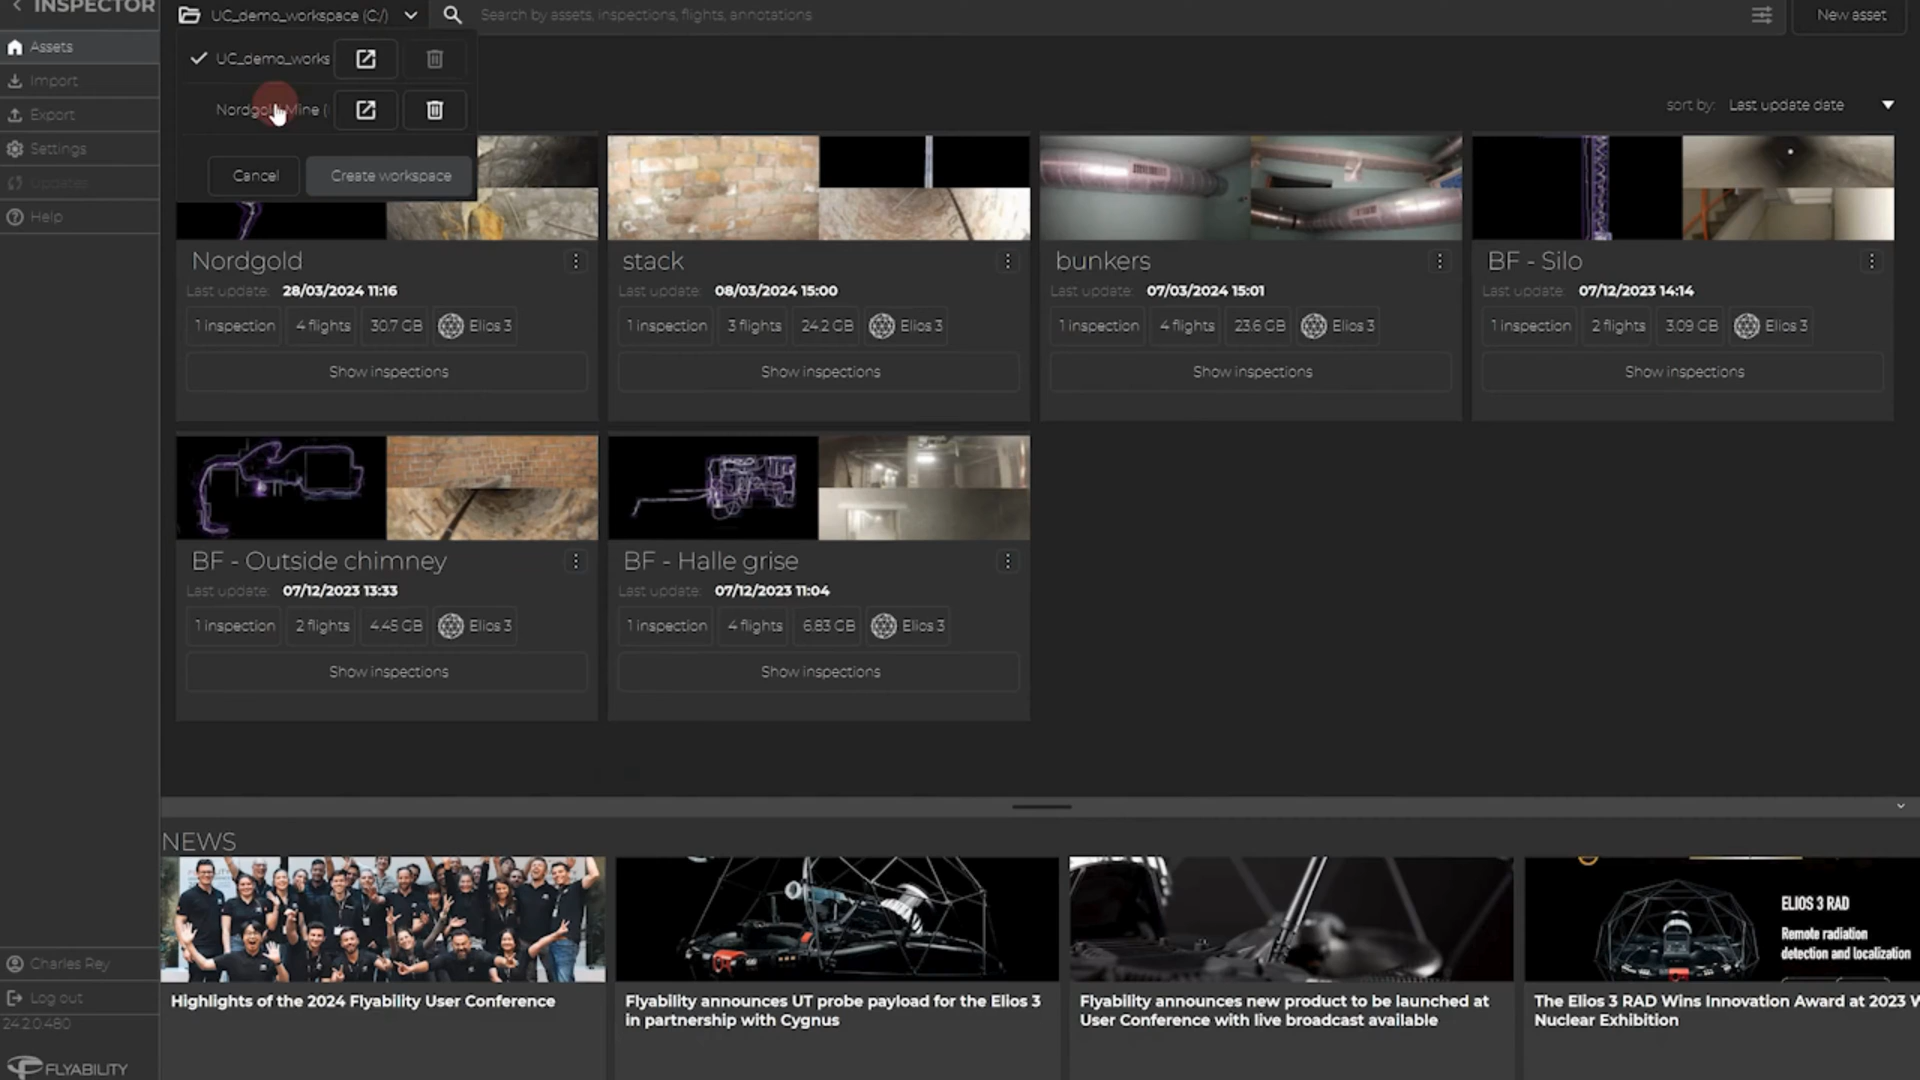 INSPECTOR
UC_demo_workspace (C:/)
Search by assets, inspections, flights, annotations
New asset
Assets
Import
Export
Settings
Updates
Help
UC_demo_works
Nordgold Mine (
Cancel
Create workspace
sort by: Last update date
Nordgold
Last update: 28/03/2024 11:16
1 inspection
4 flights
30.7 GB
Elios 3
Show inspections
stack
Last update: 08/03/2024 15:00
1 inspection
3 flights
24.2 GB
Elios 3
Show inspections
bunkers
Last update: 07/03/2024 15:01
1 inspection
4 flights
23.6 GB
Elios 3
Show inspections
BF - Silo
Last update: 07/12/2023 14:14
1 inspection
2 flights
3.09 GB
Elios 3
Show inspections
BF - Outside chimney
Last update: 07/12/2023 13:33
1 inspection
2 flights
4.45 GB
Elios 3
Show inspections
BF - Halle grise
Last update: 07/12/2023 11:04
1 inspection
4 flights
6.83 GB
Elios 3
Show inspections
NEWS
Highlights of the 2024 Flyability User Conference
Flyability announces UT probe payload for the Elios 3
in partnership with Cygnus
Flyability announces new product to be launched at
User Conference with live broadcast available
ELIOS 3 RAD
Remote radiation
detection and localization
The Elios 3 RAD Wins Innovation Award at 2023 W
Nuclear Exhibition
Charles Rey
Log out
24.2.0.480
FLYABILITY